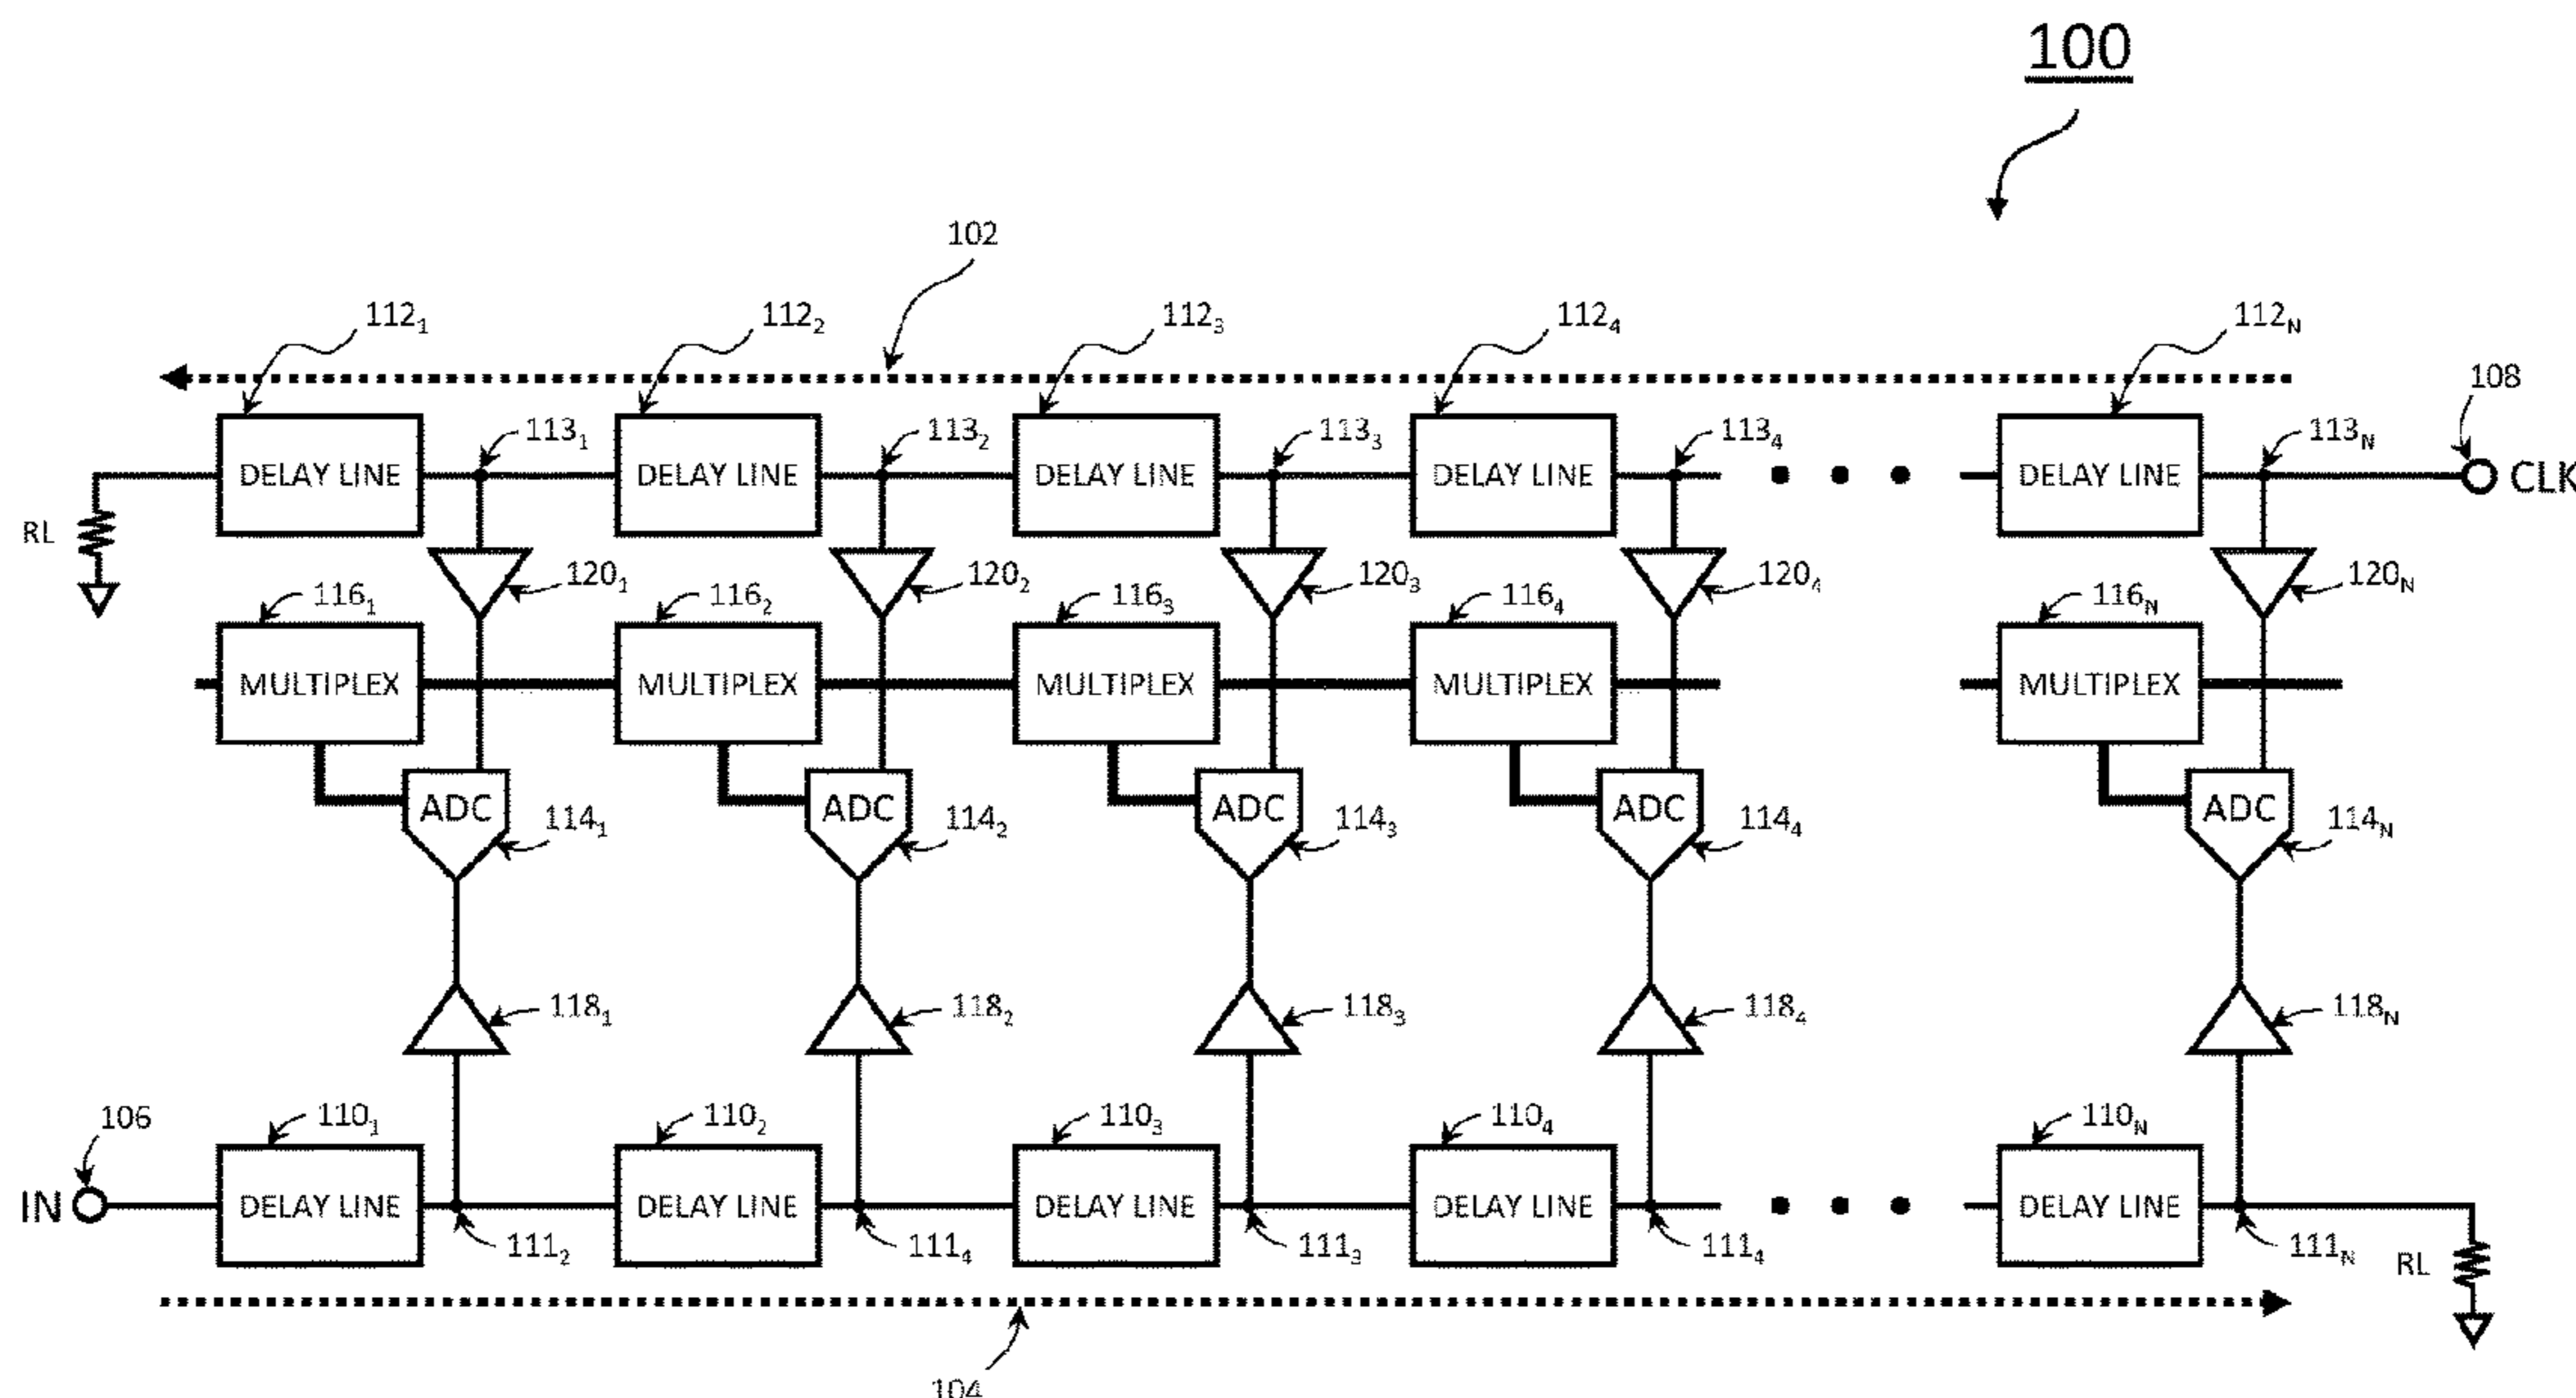 100
102
112₁ 112₂ 112₃ 112₄ 112N
108
113₁ 113₂ 113₃ 113₄ 113N
DELAY LINE DELAY LINE DELAY LINE DELAY LINE DELAY LINE CLK
RL
120₁ 120₂ 120₃ 120₄ 120N
116₁ 116₂ 116₃ 116₄ 116N
MULTIPLEX MULTIPLEX MULTIPLEX MULTIPLEX MULTIPLEX
ADC ADC ADC ADC ADC
114₁ 114₂ 114₃ 114₄ 114N
118₁ 118₂ 118₃ 118₄ 118N
106 110₁ 110₂ 110₃ 110₄ 110N
IN DELAY LINE DELAY LINE DELAY LINE DELAY LINE DELAY LINE
111₂ 111₄ 111₃ 111₄ 111N RL
104